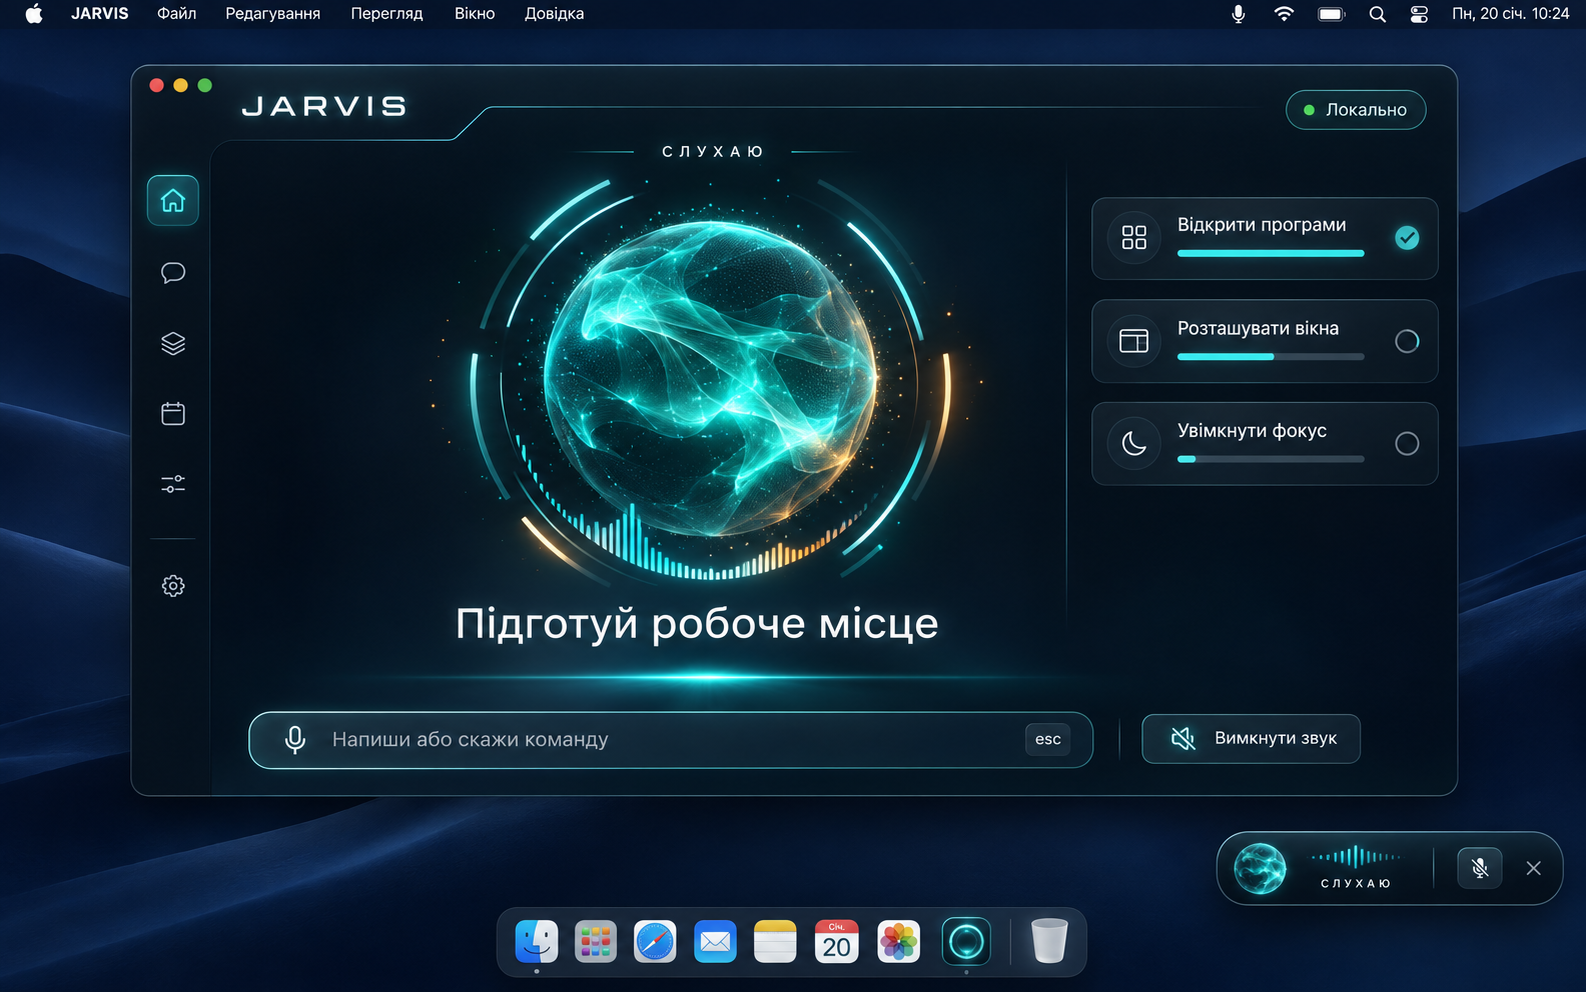 JARVIS Файл Редагування Перегляд Вікно Довідка Пн, 20 січ. 10:24
JARVIS
Локально
СЛУХАЮ
Відкрити програми
Розташувати вікна
Увімкнути фокус
Підготуй робоче місце
Напиши або скажи команду esc
Вимкнути звук
СЛУХАЮ
Січ.
20